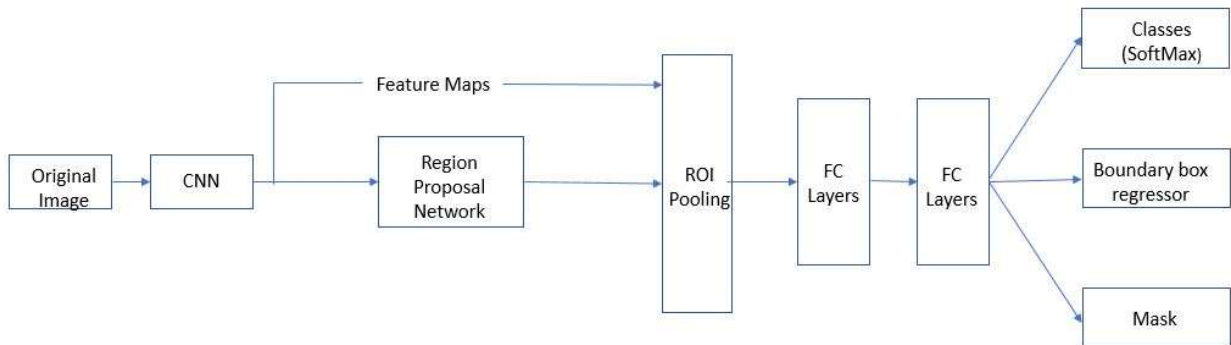 Original
Image
CNN
Feature Maps
Region
Proposal
Network
ROI
Pooling
FC
Layers
FC
Layers
Classes
(SoftMax)
Boundary box
regressor
Mask